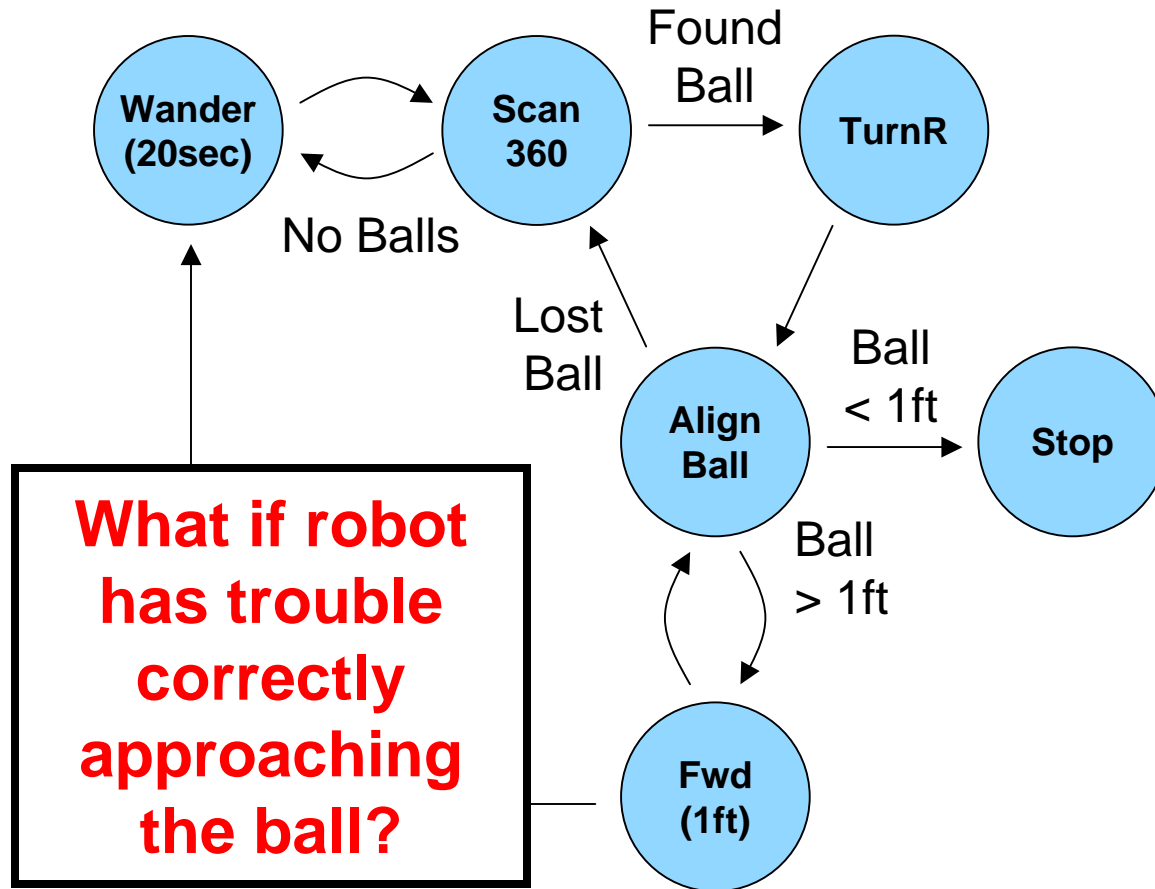 Wander
(20sec)
Scan
360
Found
Ball
TurnR
No Balls
Lost
Ball
Align
Ball
Ball
< 1ft
Stop
Ball
> 1ft
What if robot
has trouble
correctly
approaching
the ball?
Fwd
(1ft)